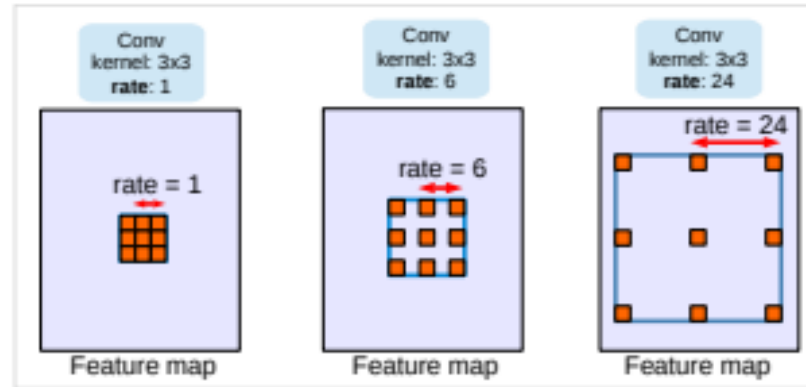 Conv
kernel: 3x3
rate: 1
Conv
kernel: 3x3
rate: 6
Conv
kernel: 3x3
rate: 24
rate = 1
rate = 6
rate = 24
Feature map
Feature map
Feature map